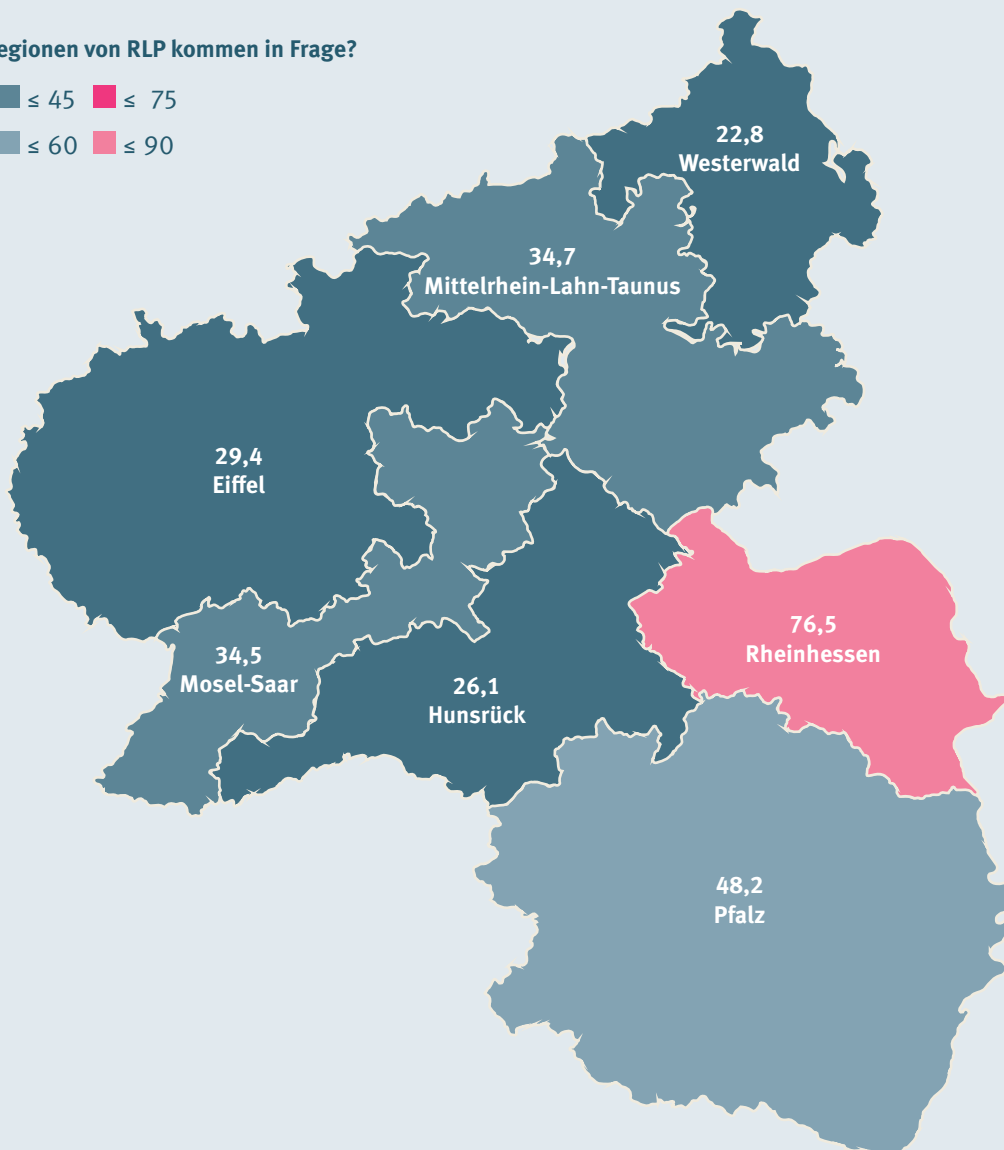 egionen von RLP kommen in Frage?
≤ 45 ≤ 75
≤ 60 ≤ 90
22,8
Westerwald
34,7
Mittelrhein-Lahn-Taunus
29,4
Eiffel
76,5
Rheinhessen
34,5
Mosel-Saar
26,1
Hunsrück
48,2
Pfalz